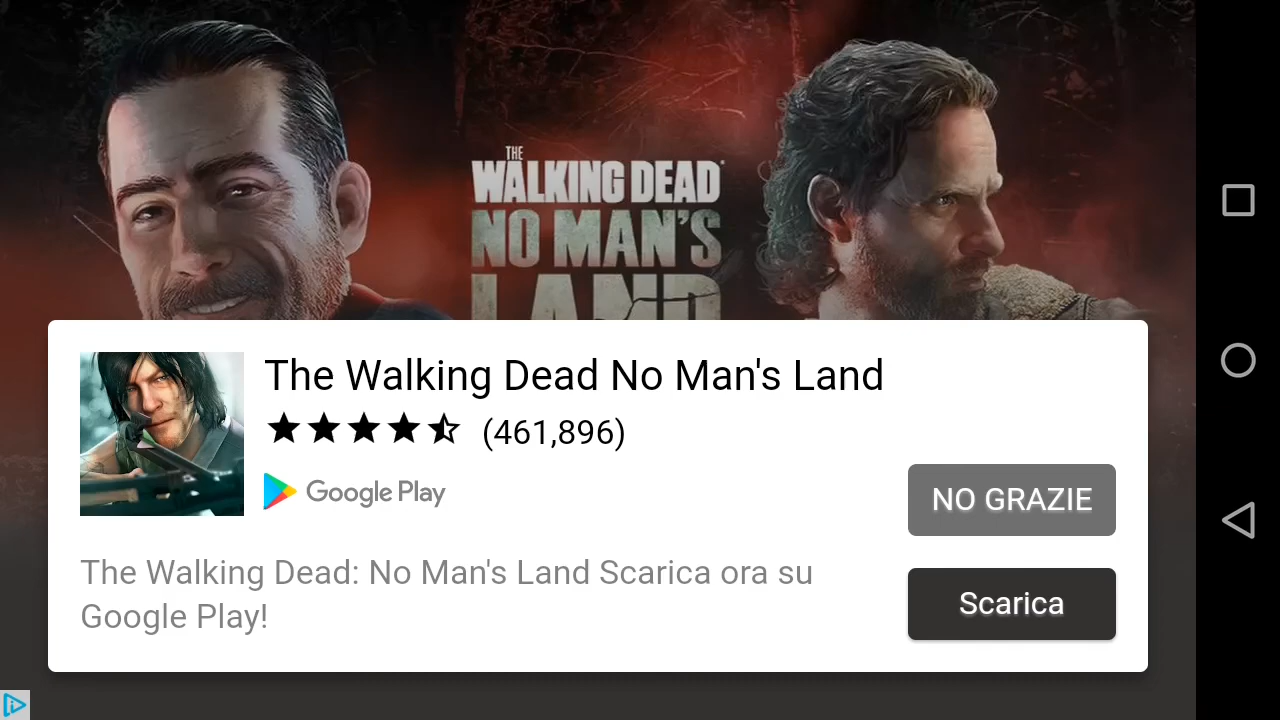 THE
WALKING DEAD
NO MAN'S
LAND
The Walking Dead No Man's Land
(461,896)
Google Play
NO GRAZIE
The Walking Dead: No Man's Land Scarica ora su
Google Play!
Scarica